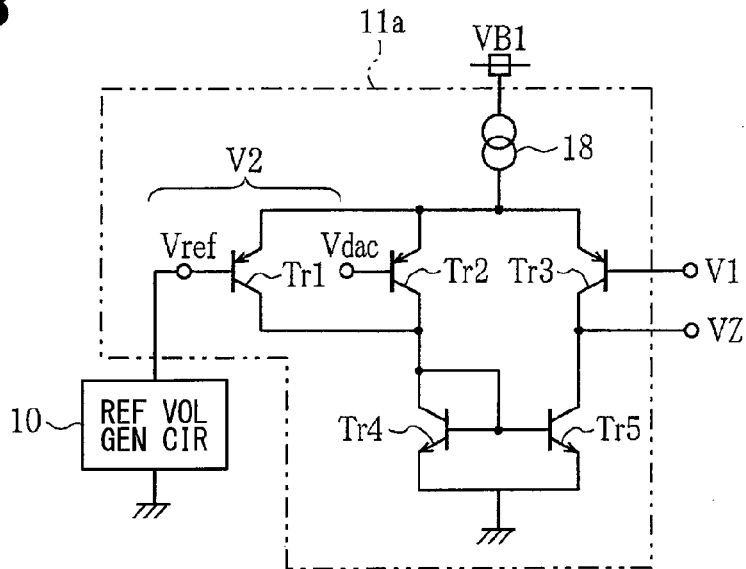 11a
VB1
18
V2
Vref
Tr1
Vdac
Tr2
Tr3
V1
VZ
10
REF VOL
GEN CIR
Tr4
Tr5